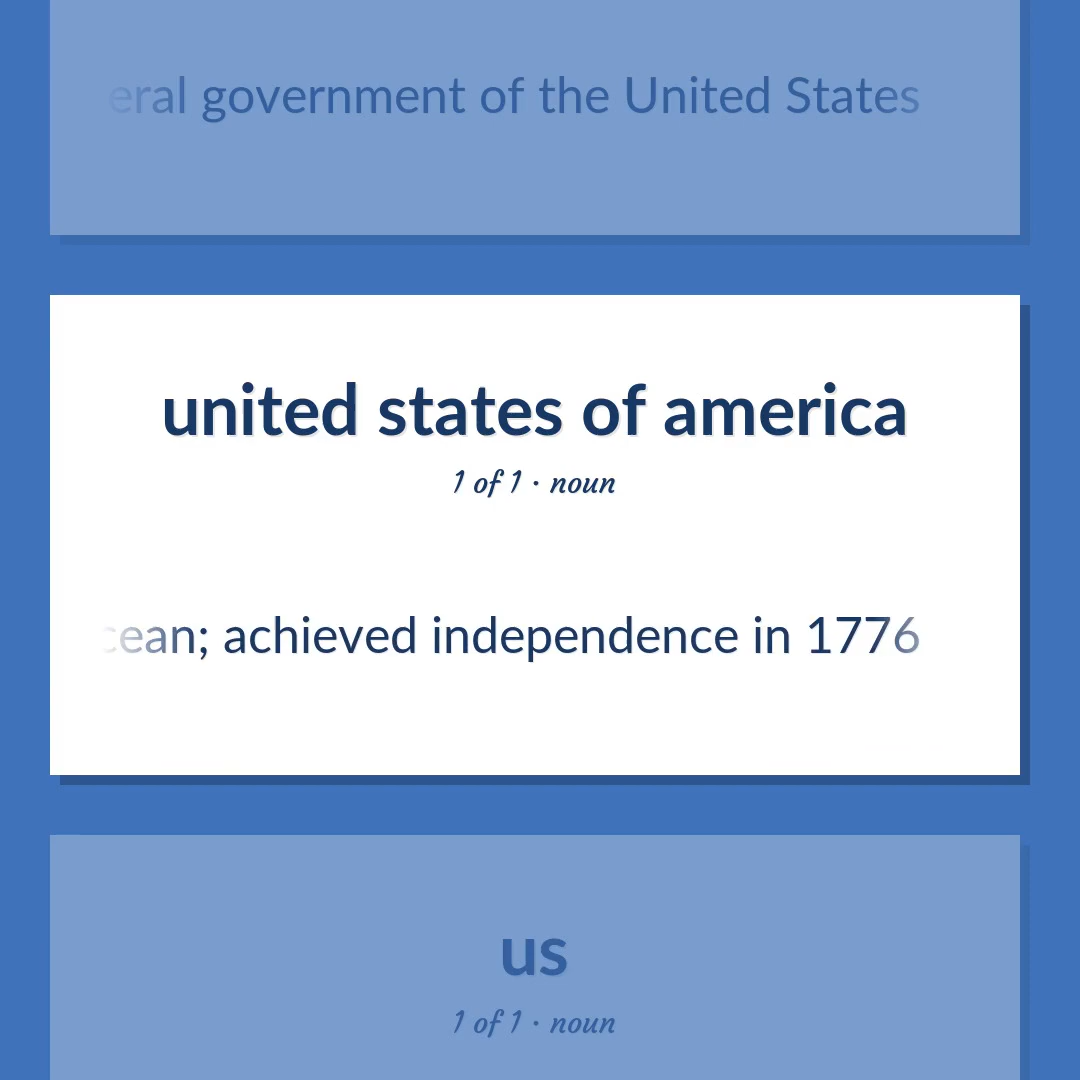 eral government of the United States
united states of america
1 of 1 · noun
cean; achieved independence in 1776
us
1 of 1 · noun